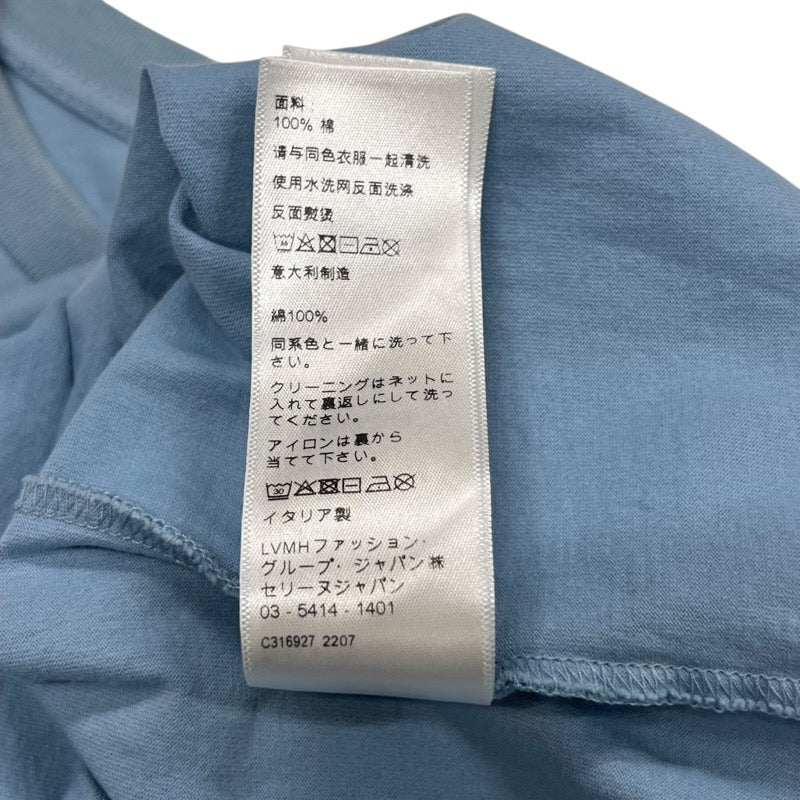 面料：
100% 棉
请与同色衣服一起清洗
使用水洗网反面洗涤
反面熨烫
30
意大利制造
綿100%
同系色と一緒に洗って下
さい。
クリーニングはネットに
入れて裏返しにして洗っ
てください。
アイロンは裏から
当てて下さい。
30
イタリア製
LVMHファッション・
グループ・ジャパン㈱
セリーヌジャパン
03 - 5414 - 1401
C316927 2207